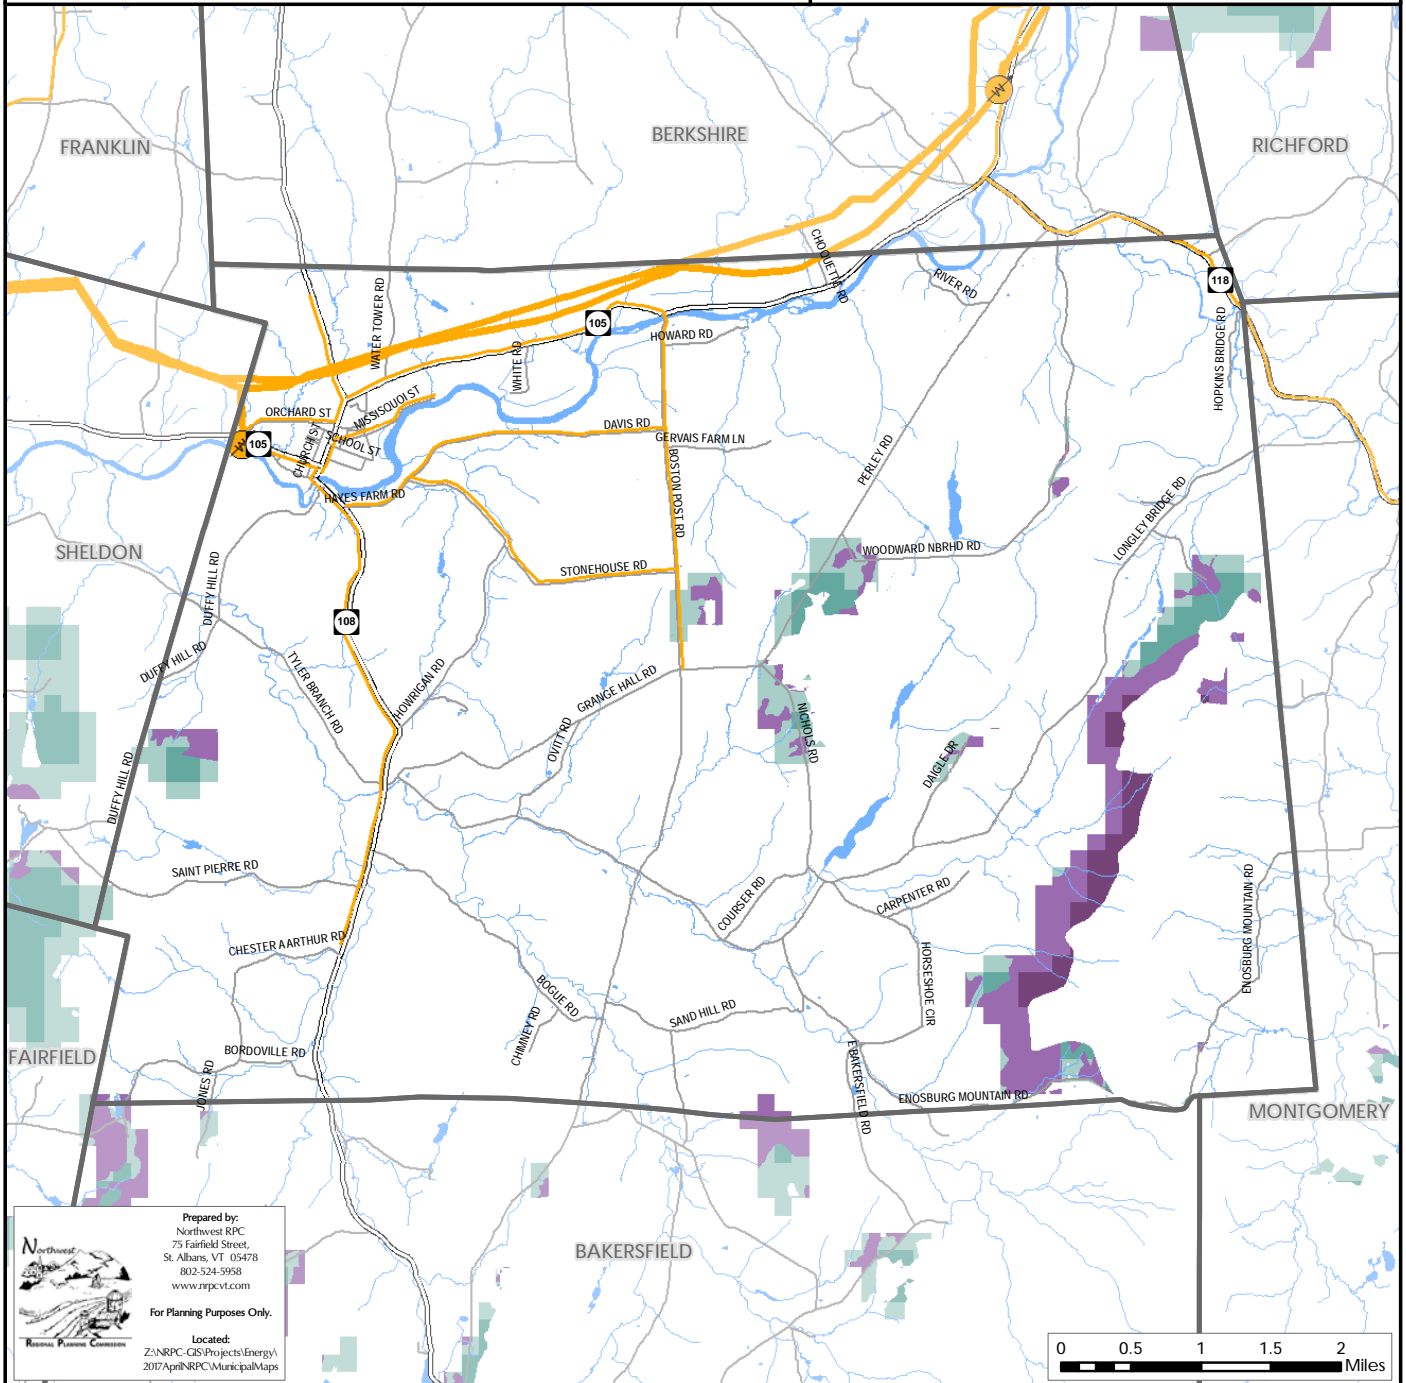 FRANKLIN
BERKSHIRE
RICHFORD
CHOQUETTE RD
RIVER RD
118
WATER TOWER RD
105
HOWARD RD
HOPKINS BRIDGE RD
WHITE RD
ORCHARD ST
MISSISQUOI ST
105
CHURCH ST
SCHOOL ST
DAVIS RD
GERVAIS FARM LN
BOSTON POST RD
PERLEY RD
HAYES FARM RD
LONGLEY BRIDGE RD
SHELDON
DUFFY HILL RD
STONEHOUSE RD
WOODWARD NBRHD RD
108
DUFFY HILL RD
TYLER BRANCH RD
HOWRIGAN RD
GRANGE HALL RD
OVITT RD
NICHOLS RD
DAIGLE DR
DUFFY HILL RD
SAINT PIERRE RD
COURSER RD
CARPENTER RD
ENOSBURG MOUNTAIN RD
CHESTER A ARTHUR RD
HORSESHOE CIR
BOGUE RD
CHIMNEY RD
SAND HILL RD
FAIRFIELD
BORDOVILLE RD
JONES RD
E BAKERSFIELD RD
ENOSBURG MOUNTAIN RD
MONTGOMERY
BAKERSFIELD
Northwest
REGIONAL PLANNING COMMISSION
Prepared by:
Northwest RPC
75 Fairfield Street,
St. Albans, VT 05478
802-524-5958
www.nrpcvt.com
For Planning Purposes Only.
Located:
Z:\NRPC-GIS\Projects\Energy\
2017AprilNRPC\MunicipalMaps
0 0.5 1 1.5 2
Miles